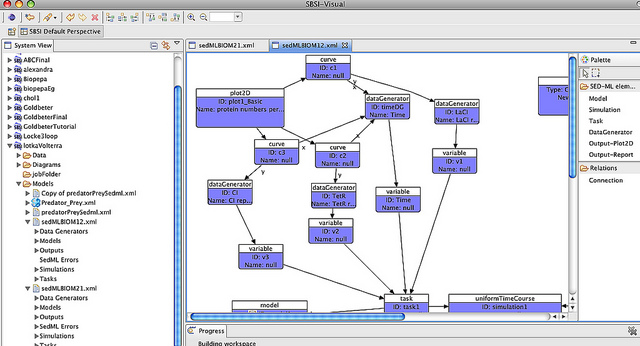 SBSI-Visual
SBSI Default Perspective
System View
ABCFinal
alexandra
Biopepa
biopepaEg
chol1
Goldbeter
GoldbeterFinal
GoldbeterTutorial
Locke3loop
lotkaVolterra
Data
Diagrams
jobFolder
Models
Copy of predatorPreySedml.xml
Predator_Prey.xml
predatorPreySedml.xml
sedMLBIOM12.xml
Data Generators
Models
Outputs
SedML Errors
Simulations
Tasks
sedMLBIOM21.xml
Data Generators
Models
Outputs
SedML Errors
Simulations
Tasks
sedMLBIOM21.xml
sedMLBIOM12.xml
curve
ID: c1
Name: null
plot2D
ID: plot1_Basic
Name: protein numbers per...
y
x
dataGenerator
ID: timeDG
Name: Time
dataGenerator
ID: LaCI
Name: LaCI r...
curve
ID: c3
Name: null
x
curve
ID: c2
Name: null
x
variable
ID: v1
Name: null
y
y
dataGenerator
ID: CI
Name: CI rep...
dataGenerator
ID: TetR
Name: TetR r...
variable
ID: Time
Name: null
variable
ID: v2
Name: null
variable
ID: v3
Name: null
model
task
ID: task1
uniformTimeCourse
ID: simulation1
Type: C
Nev
Palette
SED-ML elem...
Model
Simulation
Task
DataGenerator
Output-Plot2D
Output-Report
Relations
Connection
Progress
Building workspace